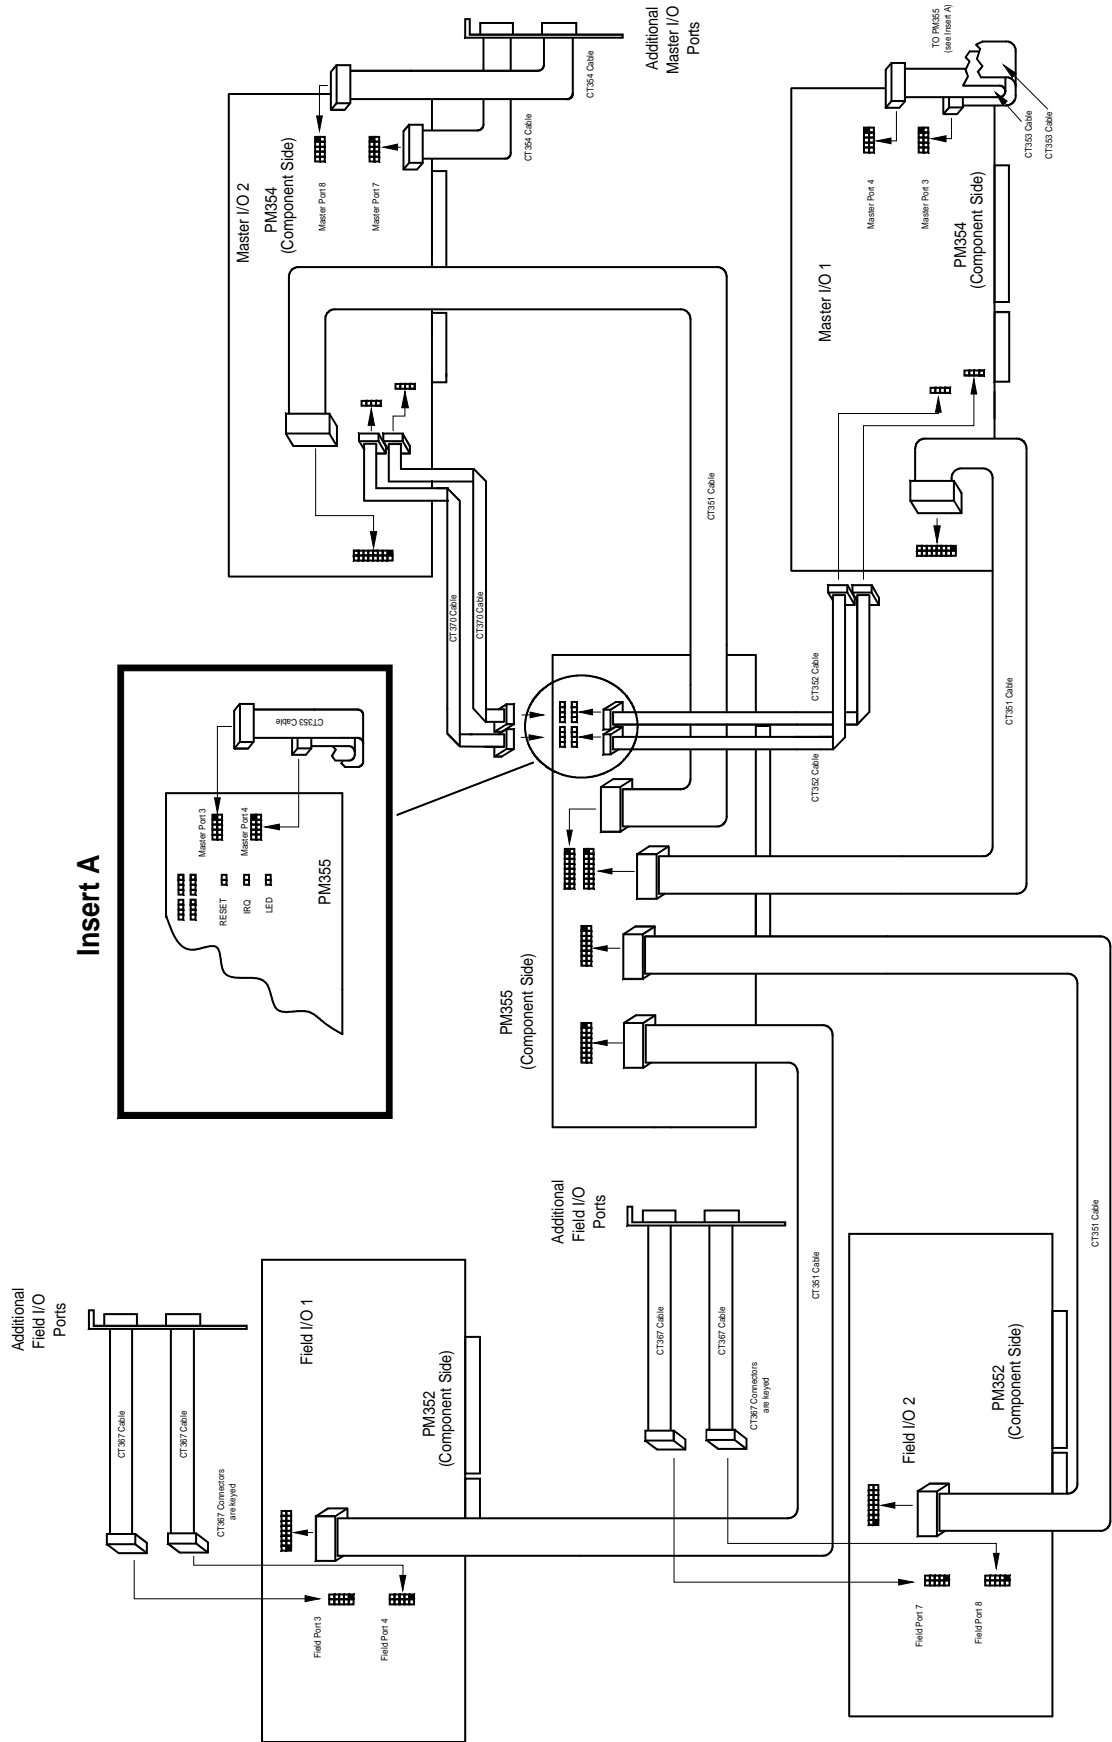 Insert A
Master Port 3
Master Port 4
RESET
IRQ
LED
PM355
CT353 Cable
Master I/O 2
PM354
(Component Side)
Master Port 8
Master Port 7
CT354 Cable
CT354 Cable
Additional
Master I/O
Ports
CT370 Cable
CT370 Cable
CT351 Cable
TO PM355
(see Insert A)
Master Port 4
Master Port 3
CT353 Cable
CT353 Cable
Master I/O 1
PM354
(Component Side)
CT352 Cable
CT352 Cable
CT351 Cable
PM355
(Component Side)
Additional
Field I/O
Ports
CT367 Cable
CT367 Cable
CT367 Connectors
are keyed
Field I/O 1
PM352
(Component Side)
Field Port 3
Field Port 4
CT351 Cable
Additional
Field I/O
Ports
CT367 Cable
CT367 Cable
CT367 Connectors
are keyed
Field I/O 2
PM352
(Component Side)
Field Port 7
Field Port 8
CT351 Cable